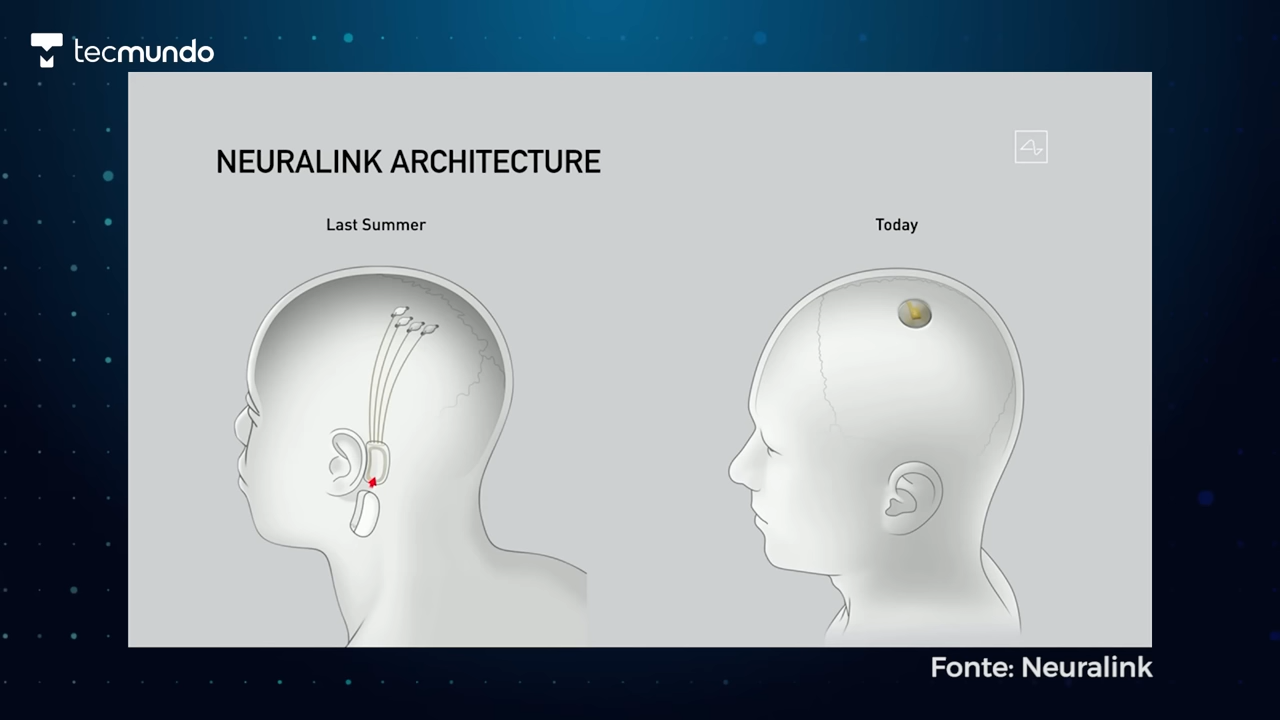 tecmundo
NEURALINK ARCHITECTURE
Last Summer
Today
Fonte: Neuralink